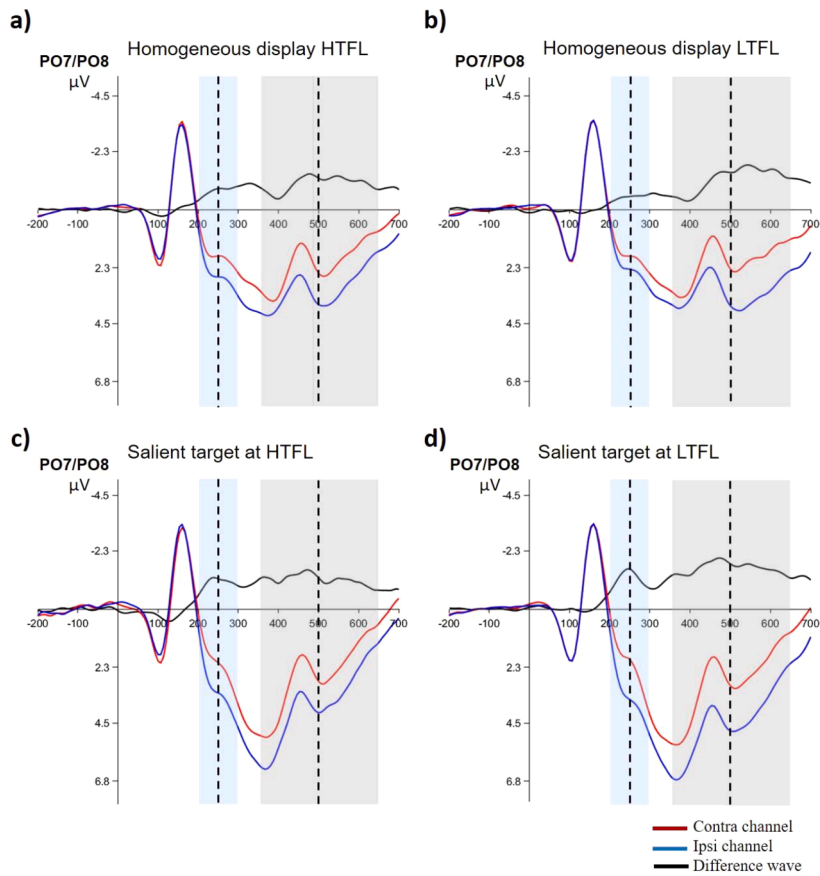 a)
Homogeneous display HTFL
PO7/PO8
µV
-4.5
-2.3
-200 -100 100 200 300 400 500 600 700
2.3
4.5
6.8
b)
Homogeneous display LTFL
PO7/PO8
µV
-4.5
-2.3
-200 -100 100 200 300 400 500 600 700
2.3
4.5
6.8
c)
Salient target at HTFL
PO7/PO8
µV
-4.5
-2.3
-200 -100 100 200 300 400 500 600 700
2.3
4.5
6.8
d)
Salient target at LTFL
PO7/PO8
µV
-4.5
-2.3
-200 -100 100 200 300 400 500 600 700
2.3
4.5
6.8
Contra channel
Ipsi channel
Difference wave